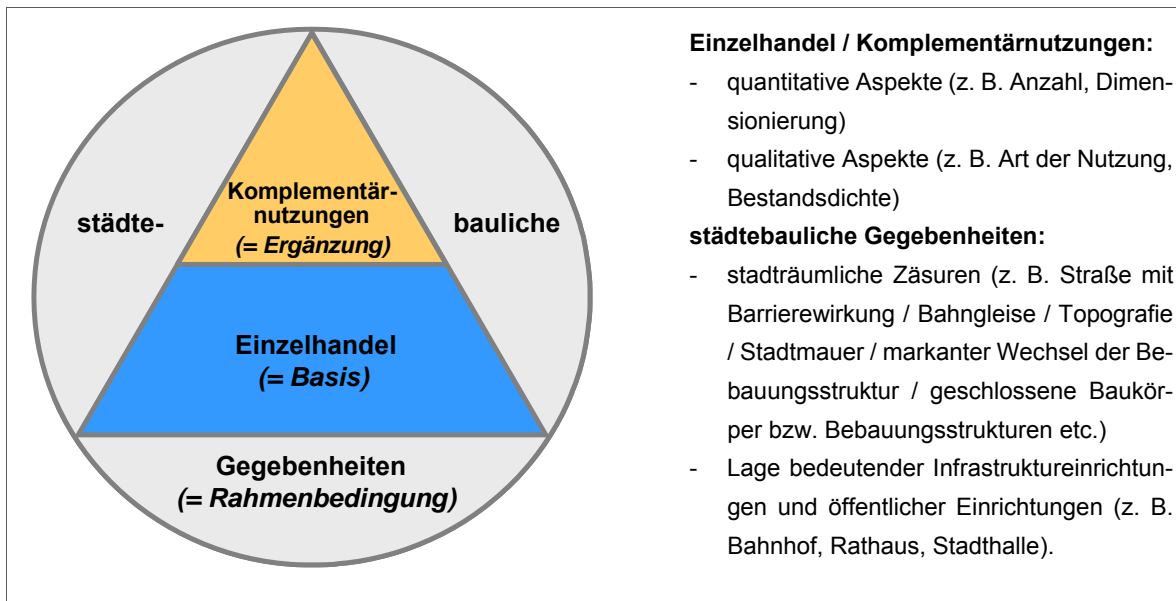 Komplementär-
nutzungen
(= Ergänzung)
städte-
bauliche
Einzelhandel
(= Basis)
Gegebenheiten
(= Rahmenbedingung)
Einzelhandel / Komplementärnutzungen:
- quantitative Aspekte (z. B. Anzahl, Dimen-
sionierung)
- qualitative Aspekte (z. B. Art der Nutzung,
Bestandsdichte)
städtebauliche Gegebenheiten:
- stadträumliche Zäsuren (z. B. Straße mit
Barrierewirkung / Bahngleise / Topografie
/ Stadtmauer / markanter Wechsel der Be-
bauungsstruktur / geschlossene Baukör-
per bzw. Bebauungsstrukturen etc.)
- Lage bedeutender Infrastruktureinrichtun-
gen und öffentlicher Einrichtungen (z. B.
Bahnhof, Rathaus, Stadthalle).